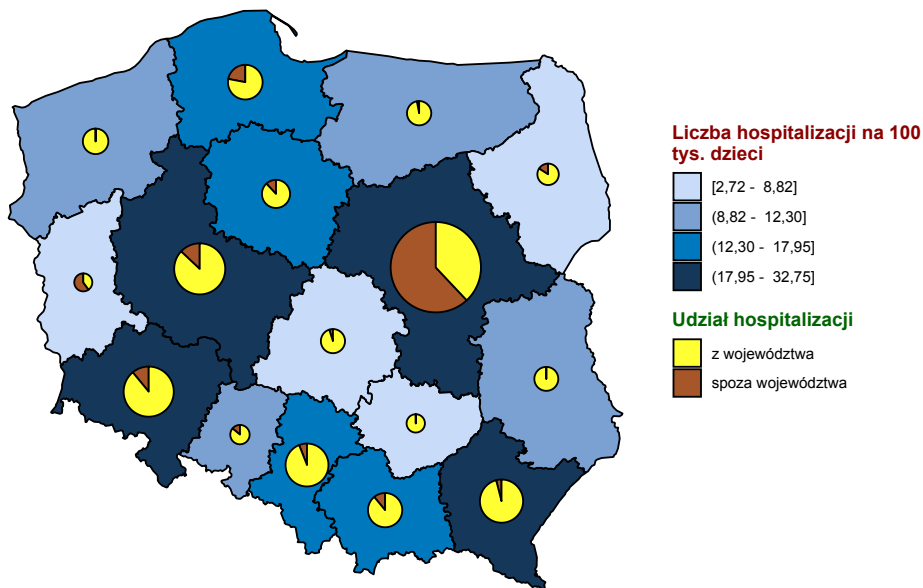 Liczba hospitalizacji na 100
tys. dzieci
[2,72 - 8,82]
(8,82 - 12,30]
(12,30 - 17,95]
(17,95 - 32,75]
Udział hospitalizacji
z województwa
spoza województwa